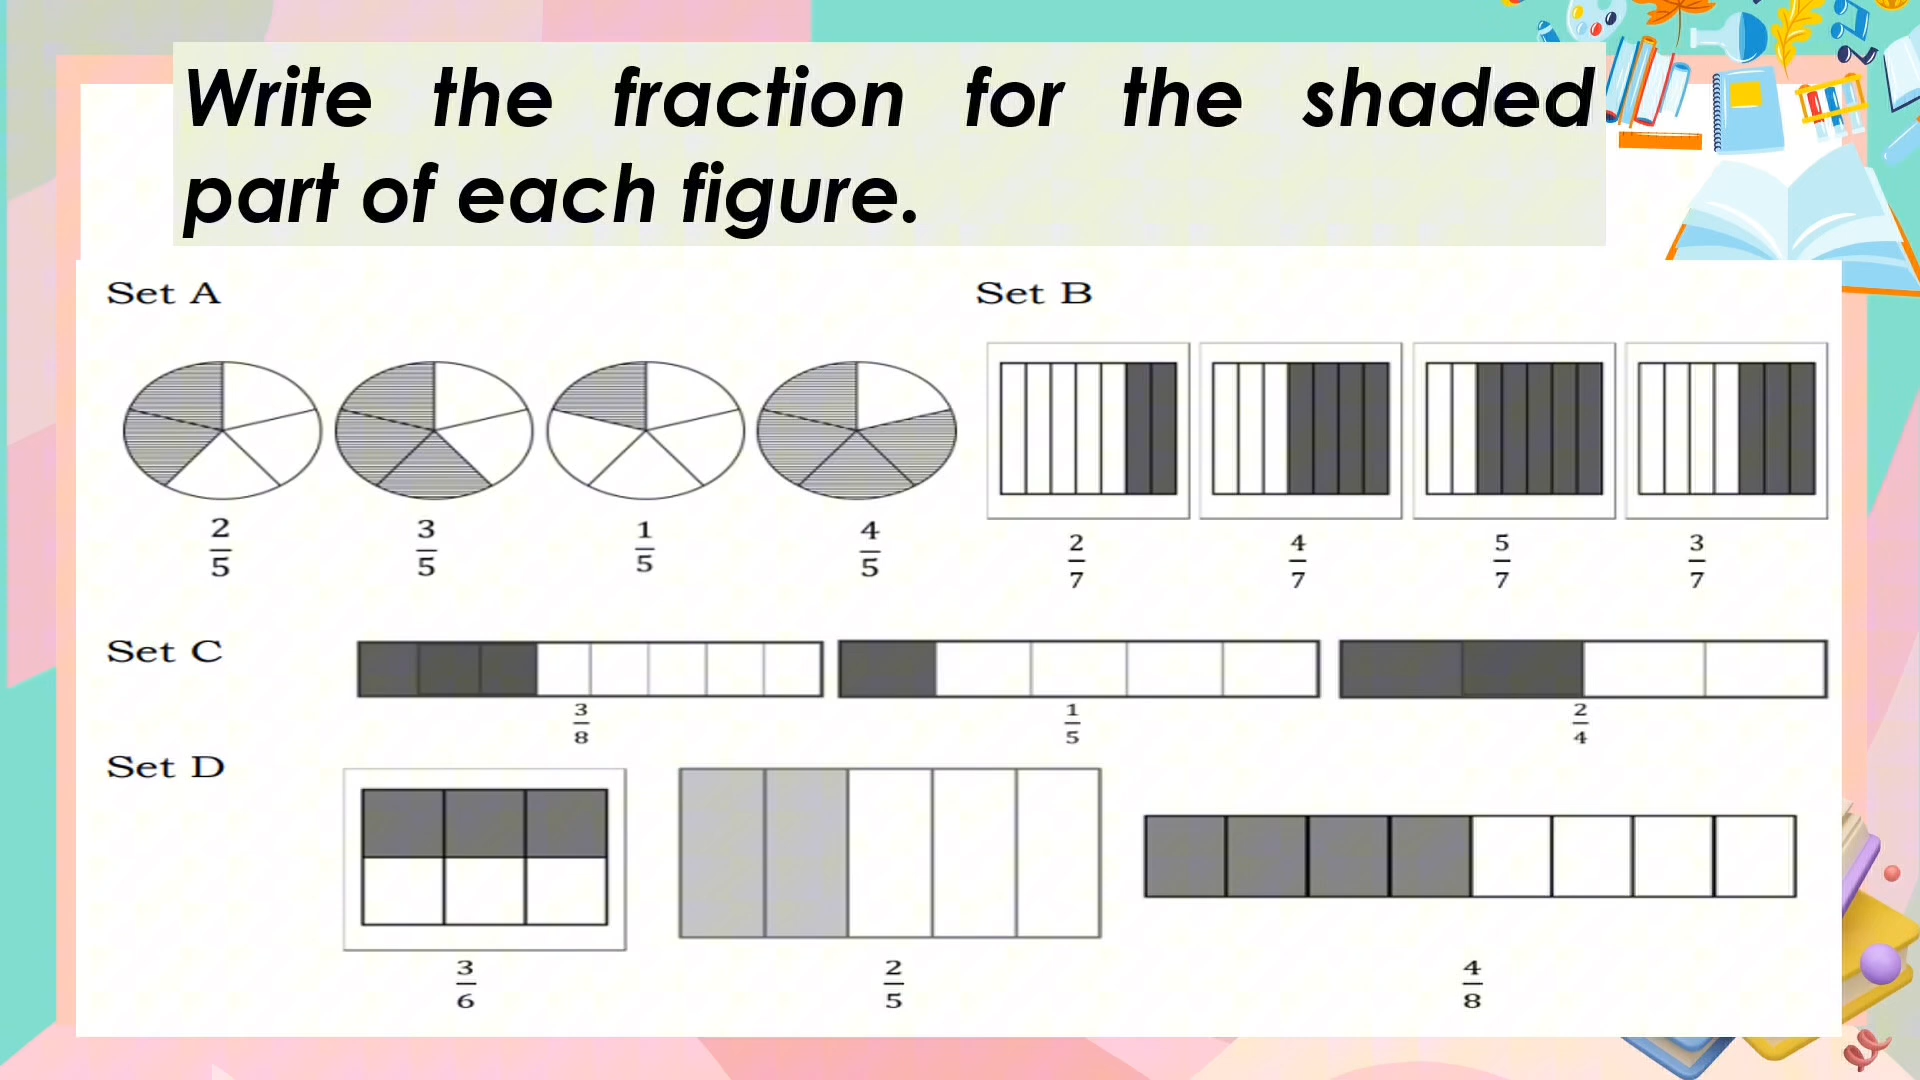 Write the fraction for the shaded
part of each figure.
Set A
Set B
2/5 3/5 1/5 4/5
2/7 4/7 5/7 3/7
Set C
3/8 1/5 2/4
Set D
3/6 2/5 4/8